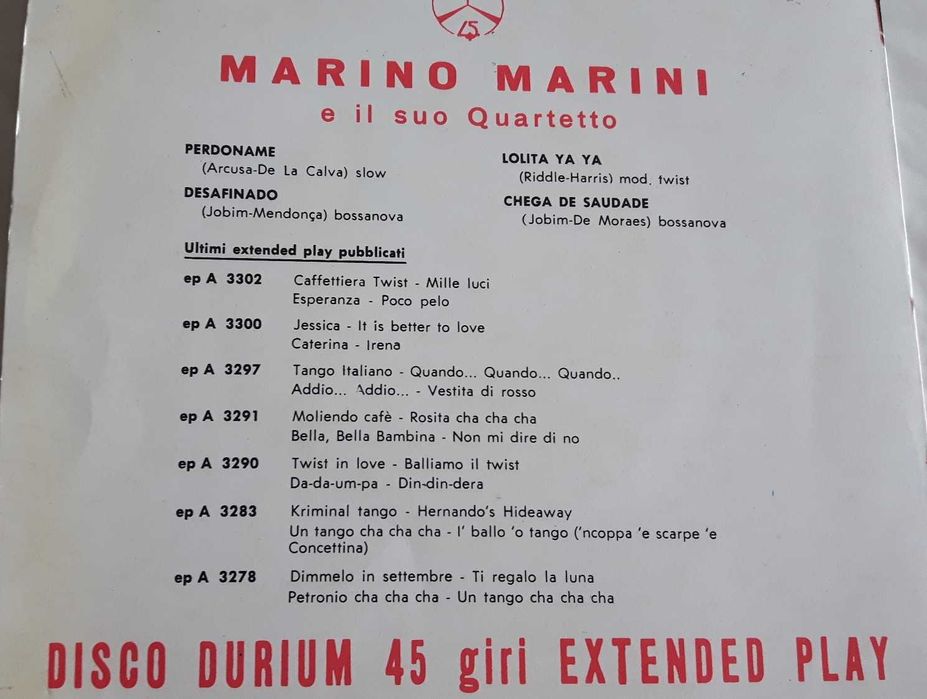 45
MARINO MARINI
e il suo Quartetto
PERDONAME
(Arcusa-De La Calva) slow
DESAFINADO
(Jobim-Mendonça) bossanova
LOLITA YA YA
(Riddle-Harris) mod. twist
CHEGA DE SAUDADE
(Jobim-De Moraes) bossanova
Ultimi extended play pubblicati
ep A 3302 Caffettiera Twist - Mille luci
Esperanza - Poco pelo
ep A 3300 Jessica - It is better to love
Caterina - Irena
ep A 3297 Tango Italiano - Quando... Quando... Quando..
Addio... Addio... - Vestita di rosso
ep A 3291 Moliendo cafè - Rosita cha cha cha
Bella, Bella Bambina - Non mi dire di no
ep A 3290 Twist in love - Balliamo il twist
Da-da-um-pa - Din-din-dera
ep A 3283 Kriminal tango - Hernando's Hideaway
Un tango cha cha cha - I' ballo 'o tango ('ncoppa 'e scarpe 'e
Concettina)
ep A 3278 Dimmelo in settembre - Ti regalo la luna
Petronio cha cha cha - Un tango cha cha cha
DISCO DURIUM 45 giri EXTENDED PLAY